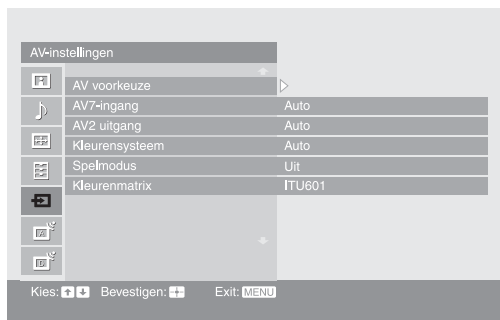 AV-instellingen
AV voorkeuze
AV7-ingang Auto
AV2 uitgang Auto
Kleurensysteem Auto
Spelmodus Uit
Kleurenmatrix ITU601
Kies: Bevestigen: Exit: MENU